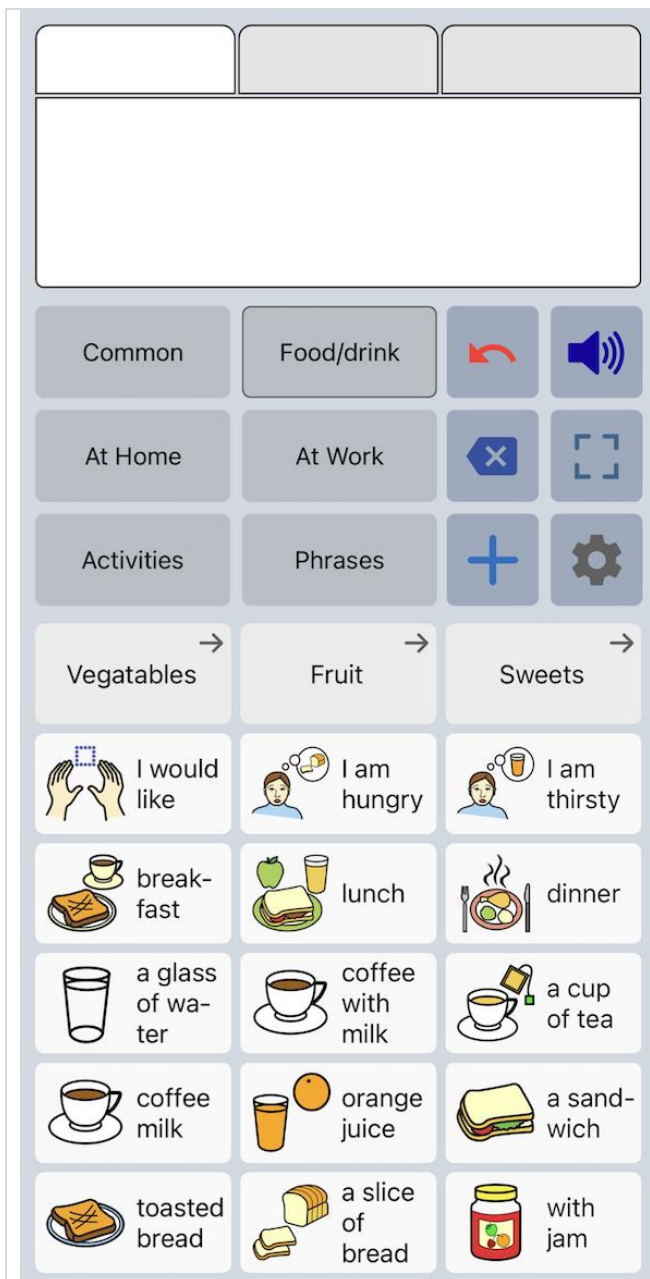 Common
Food/drink
At Home
At Work
Activities
Phrases
Vegatables
Fruit
Sweets
I would
like
I am
hungry
I am
thirsty
break-
fast
lunch
dinner
a glass
of wa-
ter
coffee
with
milk
a cup
of tea
coffee
milk
orange
juice
a sand-
wich
toasted
bread
a slice
of
bread
with
jam